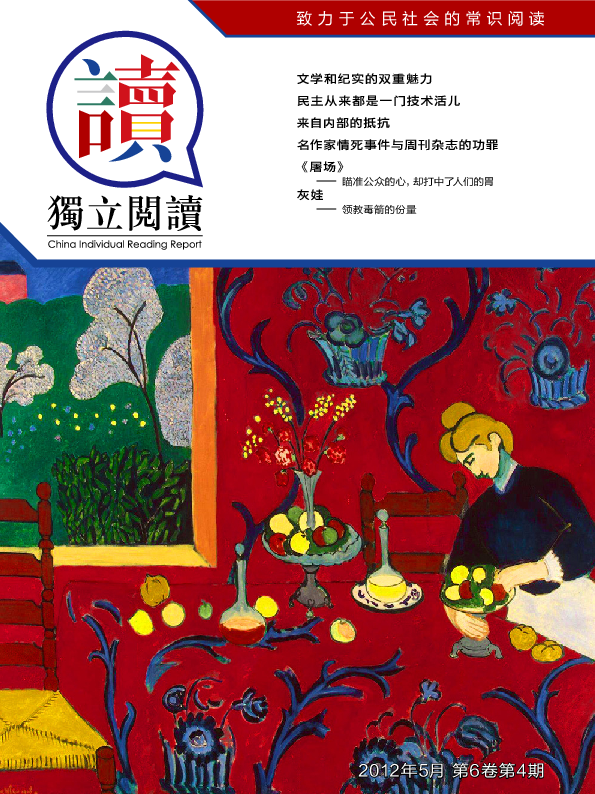 致力于公民社会的常识阅读
讀
獨立閱讀
China Individual Reading Report
文学和纪实的双重魅力
民主从来都是一门技术活儿
来自内部的抵抗
名作家情死事件与周刊杂志的功罪
《屠场》
—— 瞄准公众的心，却打中了人们的胃
灰娃
—— 领教毒箭的份量
2012年5月 第6卷第4期